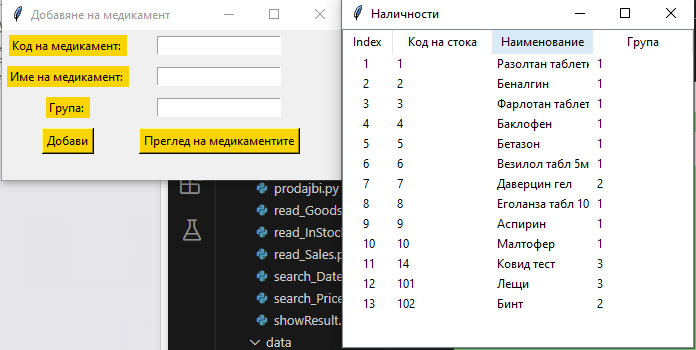 Добавяне на медикамент
Код на медикамент:
Име на медикамент:
Група:
Добави
Преглед на медикаментите
prodajbi.py
read_Goods
read_InStock
read_Sales.p
search_Date
search_Price
showResult.
data
Наличности
Index Код на стока Наименование Група
1 1 Разолтан таблетк 1
2 2 Беналгин 1
3 3 Фарлотан таблет 1
4 4 Баклофен 1
5 5 Бетазон 1
6 6 Везилол табл 5м 1
7 7 Даверцин гел 2
8 8 Еголанза табл 10 1
9 9 Аспирин 1
10 10 Малтофер 1
11 14 Ковид тест 3
12 101 Лещи 3
13 102 Бинт 2